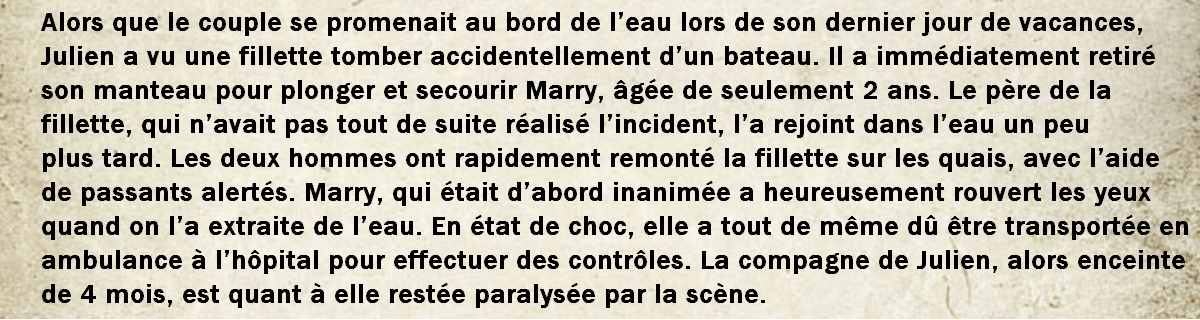 Alors que le couple se promenait au bord de l’eau lors de son dernier jour de vacances,
Julien a vu une fillette tomber accidentellement d’un bateau. Il a immédiatement retiré
son manteau pour plonger et secourir Marry, âgée de seulement 2 ans. Le père de la
fillette, qui n’avait pas tout de suite réalisé l’incident, l’a rejoint dans l’eau un peu
plus tard. Les deux hommes ont rapidement remonté la fillette sur les quais, avec l’aide
de passants alertés. Marry, qui était d’abord inanimée a heureusement rouvert les yeux
quand on l’a extraite de l’eau. En état de choc, elle a tout de même dû être transportée en
ambulance à l’hôpital pour effectuer des contrôles. La compagne de Julien, alors enceinte
de 4 mois, est quant à elle restée paralysée par la scène.